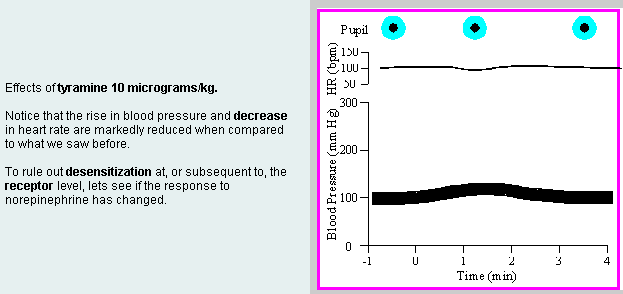 Effects of tyramine 10 micrograms/kg.
Notice that the rise in blood pressure and decrease
in heart rate are markedly reduced when compared
to what we saw before.
To rule out desensitization at, or subsequent to, the
receptor level, lets see if the response to
norepinephrine has changed.
Pupil
HR (bpm)
150
100
50
Blood Pressure (mm Hg)
300
200
100
0
-1 0 1 2 3 4
Time (min)